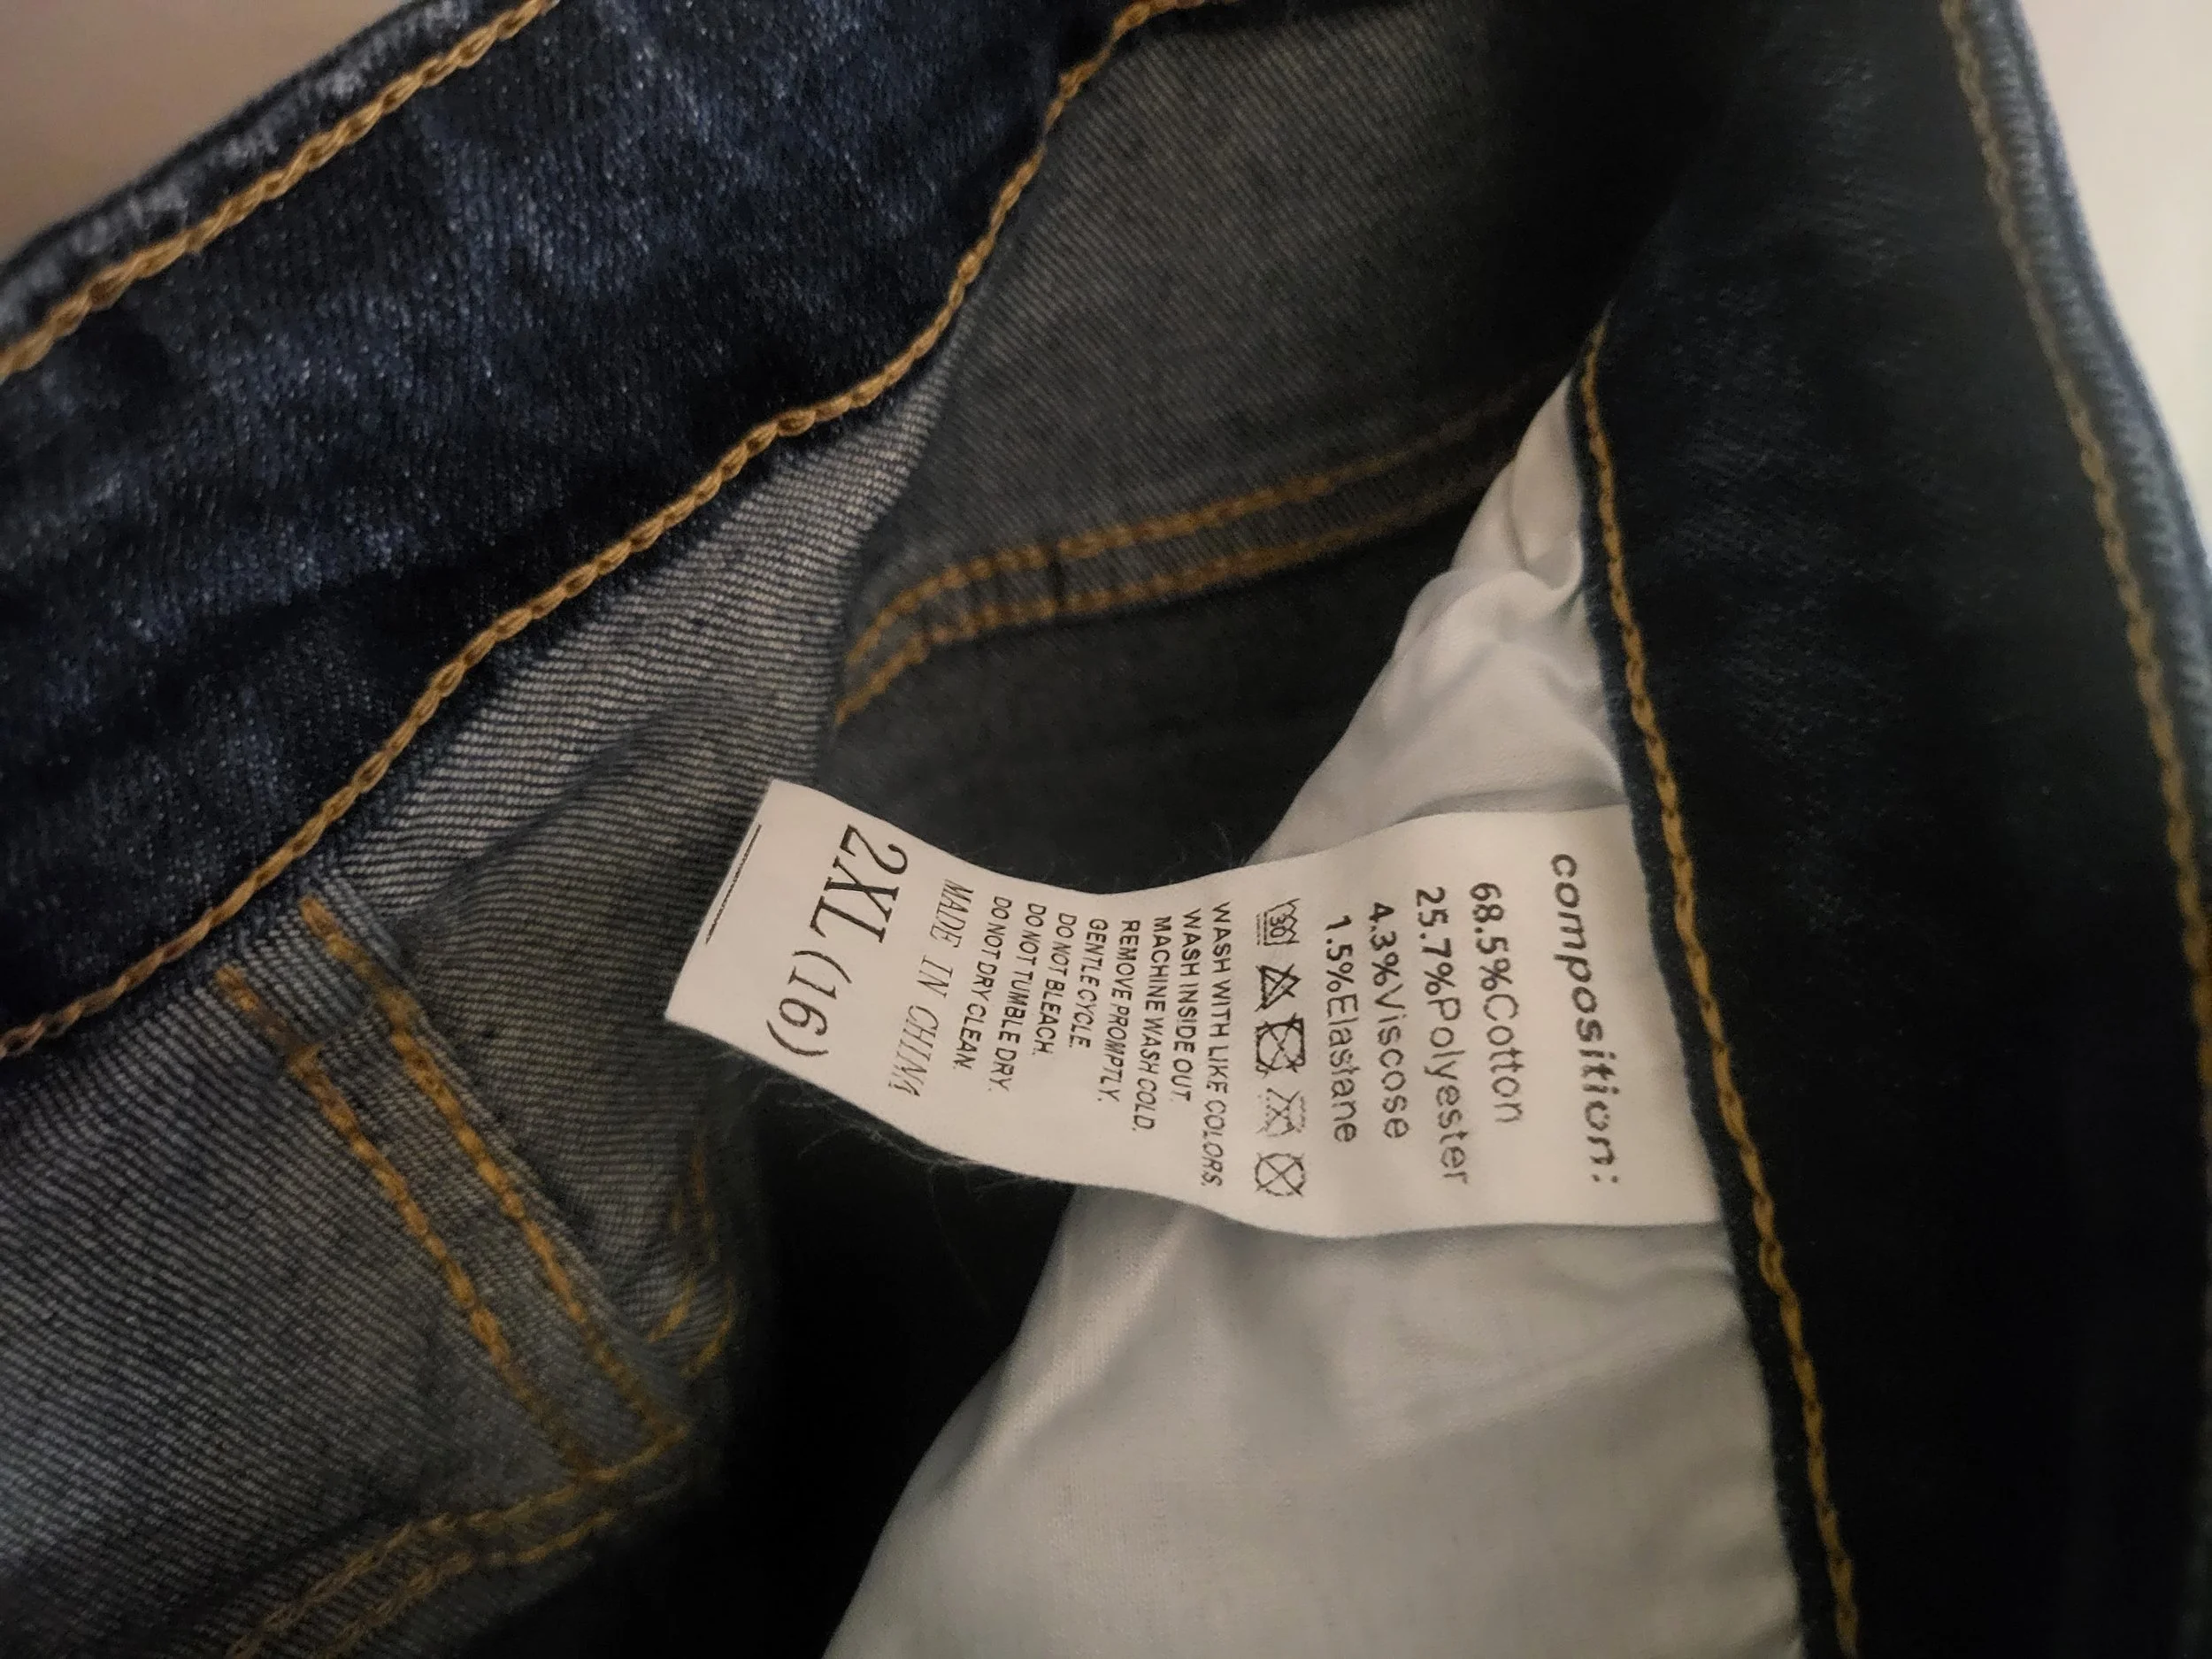 composition:
68.5%Cotton
25.7%Polyester
4.3%Viscose
1.5%Elastane
30
WASH WITH LIKE COLORS,
WASH INSIDE OUT.
MACHINE WASH COLD.
REMOVE PROMPTLY.
GENTLE CYCLE.
DO NOT BLEACH.
DO NOT TUMBLE DRY.
DO NOT DRY CLEAN.
MADE IN CHINA
2XL (16)